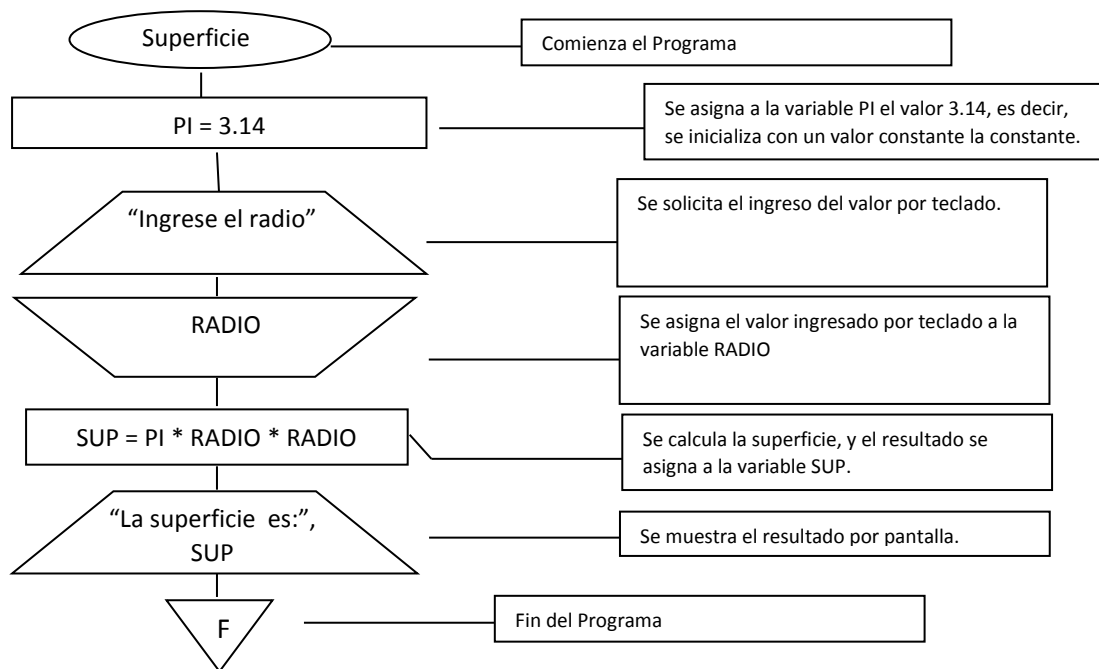 Superficie
Comienza el Programa
PI = 3.14
Se asigna a la variable PI el valor 3.14, es decir,
se inicializa con un valor constante la constante.
“Ingrese el radio”
Se solicita el ingreso del valor por teclado.
RADIO
Se asigna el valor ingresado por teclado a la
variable RADIO
SUP = PI * RADIO * RADIO
Se calcula la superficie, y el resultado se
asigna a la variable SUP.
“La superficie es:”,
SUP
Se muestra el resultado por pantalla.
F
Fin del Programa